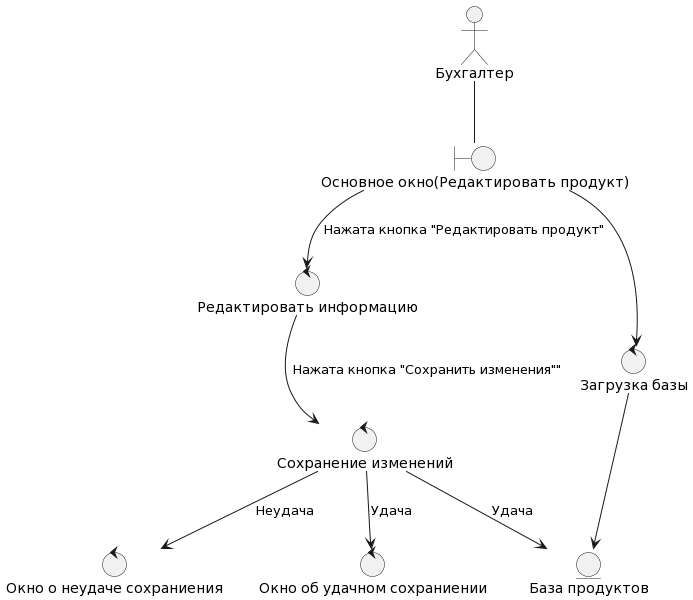 Бухгалтер
Основное окно(Редактировать продукт)
Нажата кнопка "Редактировать продукт"
Редактировать информацию
Нажата кнопка "Сохранить изменения""
Загрузка базы
Сохранение изменений
Неудача
Удача
Удача
Окно о неудаче сохраниения
Окно об удачном сохраниении
База продуктов